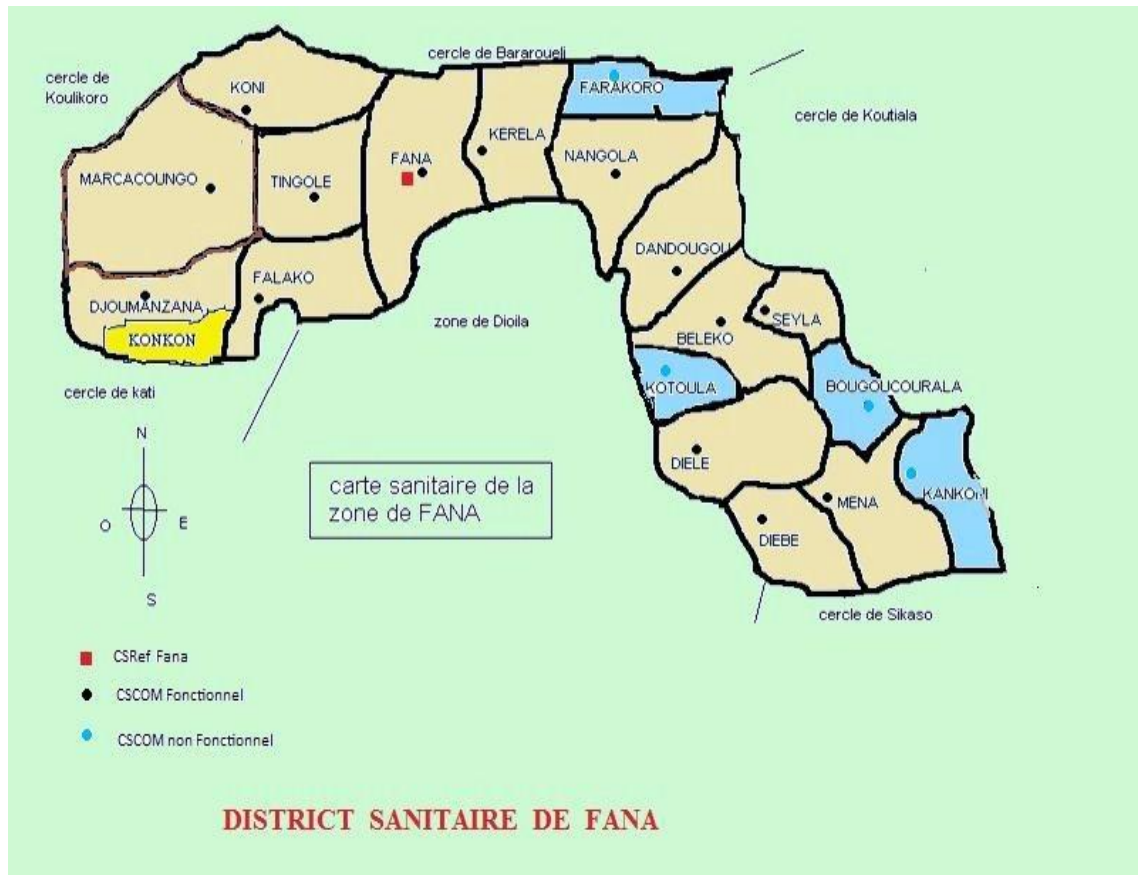 cercle de Bararoueli
cercle de
Koulikoro
KONI
FARAKORO
cercle de Koutiala
KERELA
NANGOLA
FANA
MARCACOUNGO
TINGOLE
DANDOUGOU
FALAKO
DJOUMANZANA
zone de Dioila
SEYLA
KONKON
BELEKO
cercle de kati
KOTOULA
BOUGOUCOURALA
N
O
E
S
DIELE
carte sanitaire de la
zone de FANA
MENA
KANKORI
DIEBE
cercle de Sikaso
CSRef Fana
CSCOM Fonctionnel
CSCOM non Fonctionnel
DISTRICT SANITAIRE DE FANA